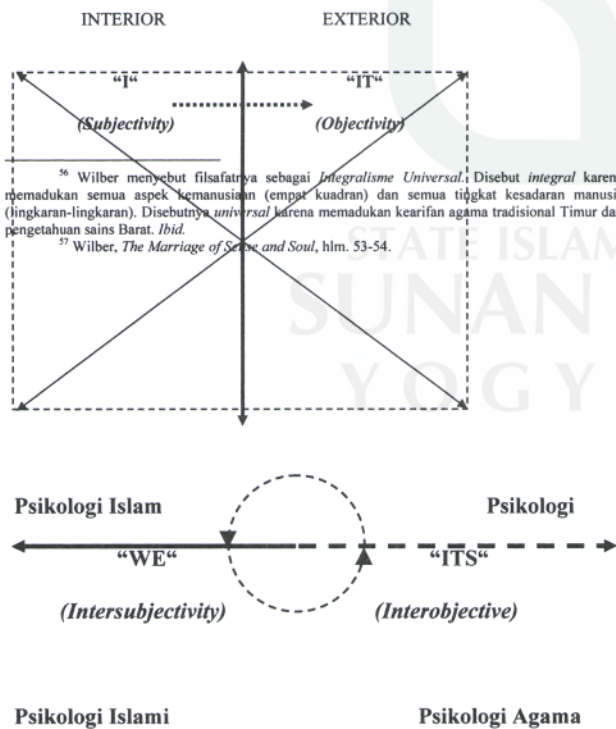 INTERIOR EXTERIOR
“I“ “IT“
(Subjectivity) (Objectivity)
56 Wilber menyebut filsafatnya sebagai Integralisme Universal. Disebut integral karen
memadukan semua aspek kemanusiaan (empat kuadran) dan semua tingkat kesadaran manusi
(lingkaran-lingkaran). Disebutnya universal karena memadukan kearifan agama tradisional Timur da
pengetahuan sains Barat. Ibid.
57 Wilber, The Marriage of Sense and Soul, hlm. 53-54.
STATE ISLAM
SUNAN
YOGY
Psikologi Islam Psikologi
“WE“ “ITS“
(Intersubjectivity) (Interobjective)
Psikologi Islami Psikologi Agama